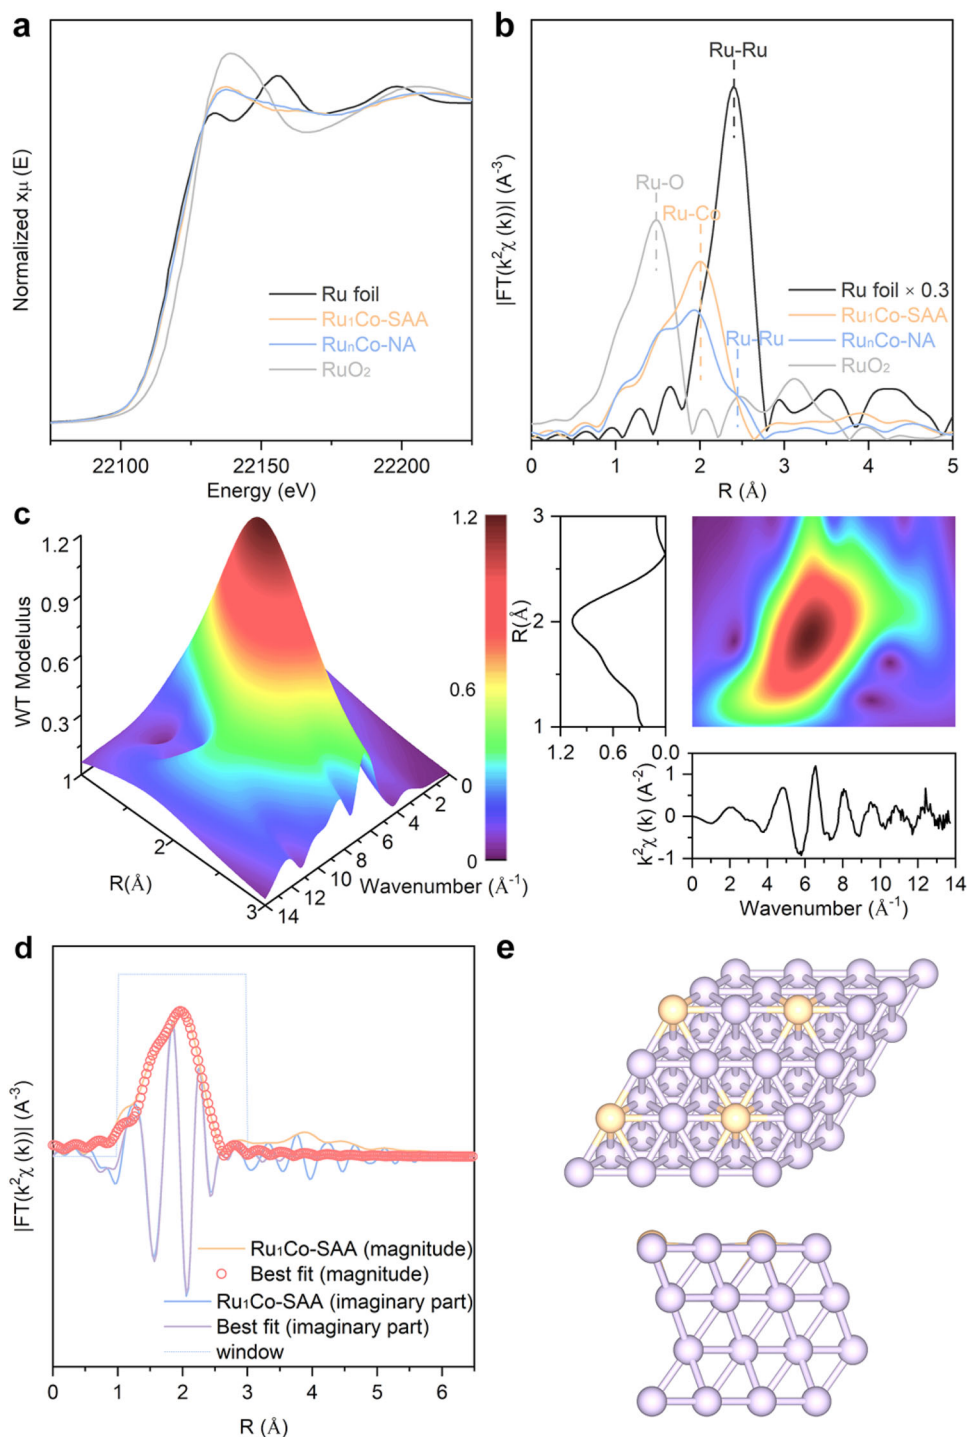 a
Normalized xμ (E)
Ru foil
Ru₁Co-SAA
RuₙCo-NA
RuO₂
22100 22150 22200
Energy (eV)
b
|FT(k²χ (k))| (A⁻³)
Ru-Ru
Ru-O
Ru-Co
Ru-Ru
Ru foil × 0.3
Ru₁Co-SAA
RuₙCo-NA
RuO₂
0 1 2 3 4 5
R (Å)
c
WT Modelulus
1.2
0.9
0.6
0.3
1
2
3
R(Å)
0
2
4
6
8
10
12
14
Wavenumber (Å⁻¹)
1.2
0.6
0
R(Å)
3
2
1
1.2 0.6 0.0
k²χ (k) (A⁻²)
1
0
-1
0 2 4 6 8 10 12 14
Wavenumber (Å⁻¹)
d
|FT(k²χ (k))| (A⁻³)
Ru₁Co-SAA (magnitude)
Best fit (magnitude)
Ru₁Co-SAA (imaginary part)
Best fit (imaginary part)
window
0 1 2 3 4 5 6
R (Å)
e